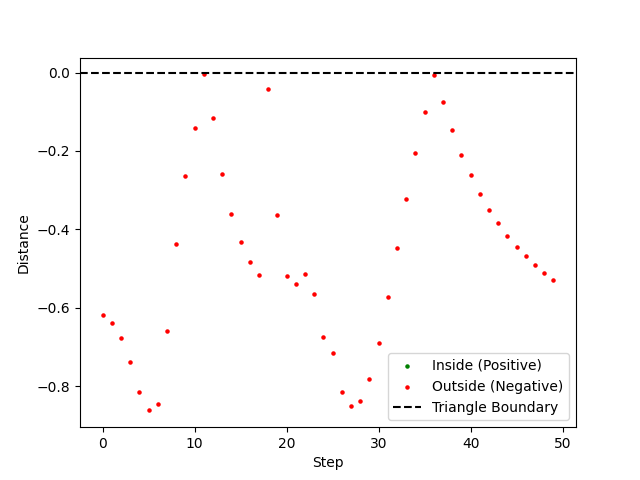 0.0
−0.2
−0.4
−0.6
−0.8
Distance
0
10
20
30
40
50
Step
Inside (Positive)
Outside (Negative)
Triangle Boundary